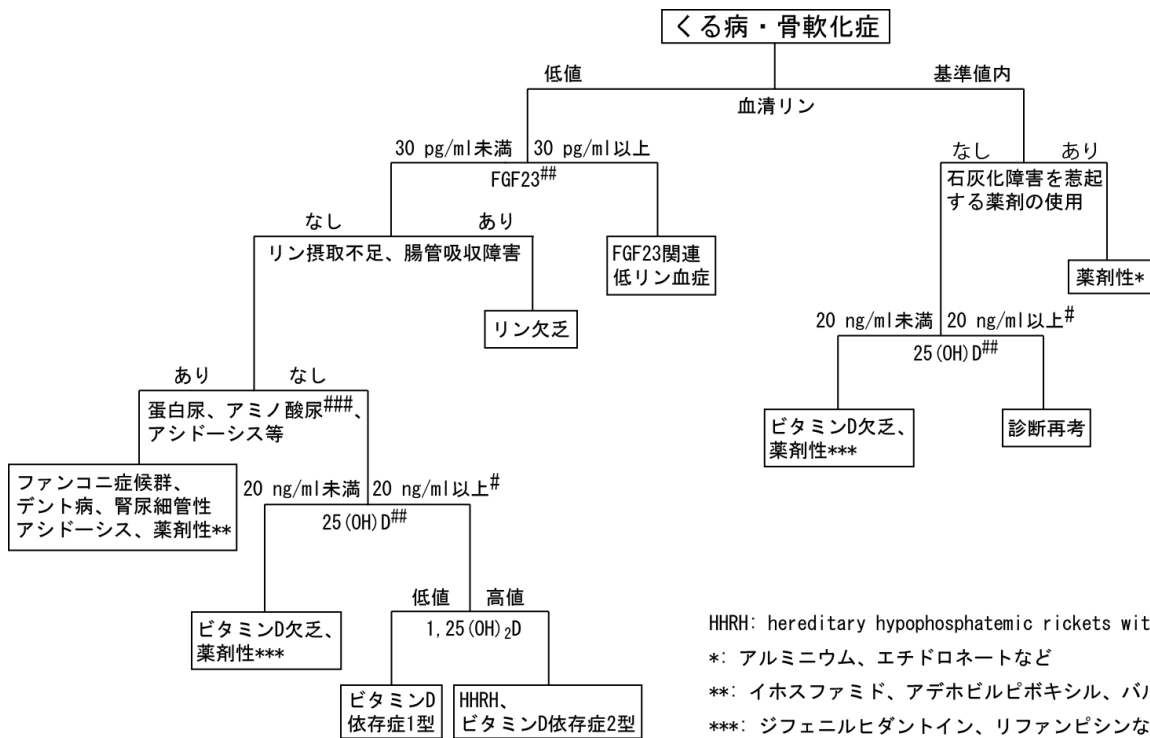 くる病・骨軟化症
低値
基準値内
血清リン
30 pg/ml未満
30 pg/ml以上
FGF23##
なし
あり
石灰化障害を惹起
する薬剤の使用
なし
あり
リン摂取不足、腸管吸収障害
FGF23関連
低リン血症
薬剤性*
リン欠乏
20 ng/ml未満
20 ng/ml以上#
25(OH)D##
あり
なし
蛋白尿、アミノ酸尿###、
アシドーシス等
ビタミンD欠乏、
薬剤性***
診断再考
ファンコニ症候群、
デント病、腎尿細管性
アシドーシス、薬剤性**
20 ng/ml未満
20 ng/ml以上#
25(OH)D##
低値
高値
1,25(OH)₂D
ビタミンD欠乏、
薬剤性***
ビタミンD
依存症1型
HHRH、
ビタミンD依存症2型
HHRH: hereditary hypophosphatemic rickets wit
*: アルミニウム、エチドロネートなど
**: イホスファミド、アデホビルピボキシル、バ
***: ジフェニルヒダントイン、リファンピシンな